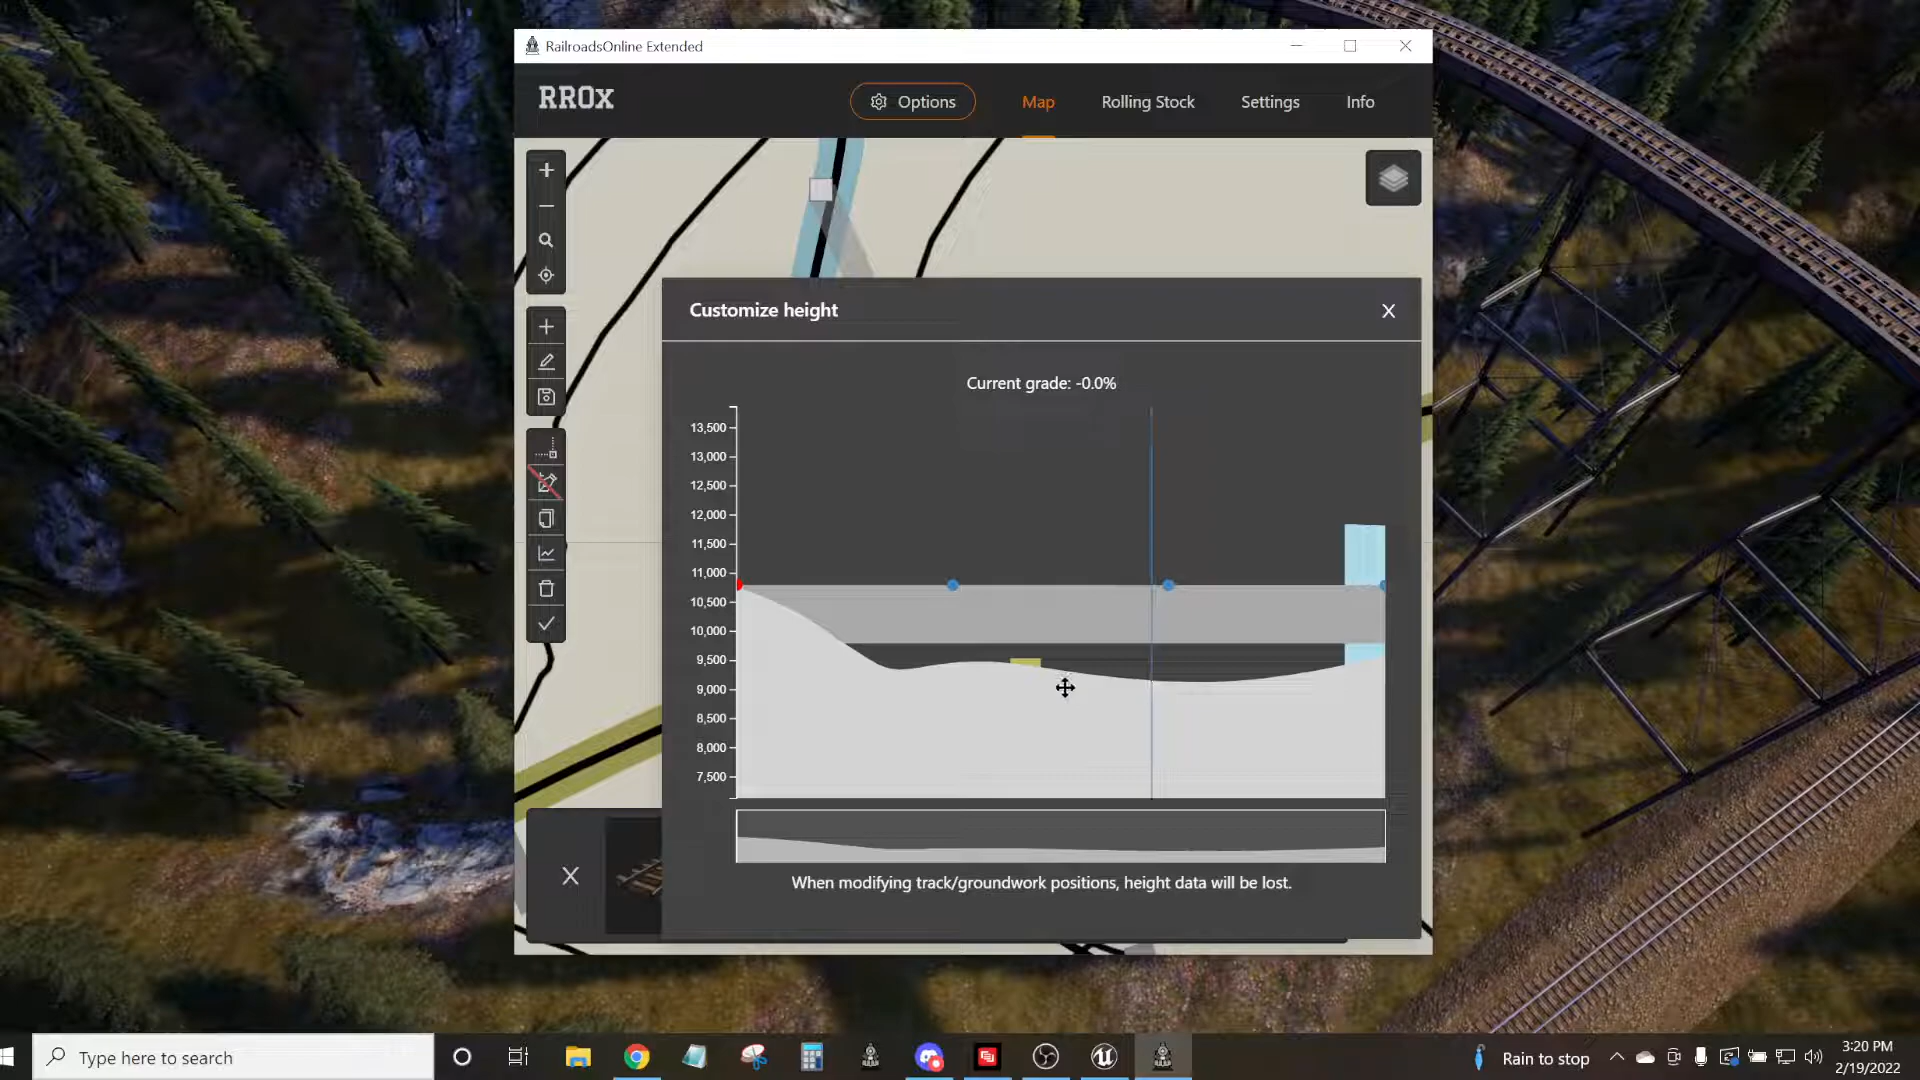 RailroadsOnline Extended
RROx
Options
Map
Rolling Stock
Settings
Info
Customize height
X
Current grade: -0.0%
13,500
13,000
12,500
12,000
11,500
11,000
10,500
10,000
9,500
9,000
8,500
8,000
7,500
X
When modifying track/groundwork positions, height data will be lost.
Type here to search
Rain to stop
3:20 PM
2/19/2022